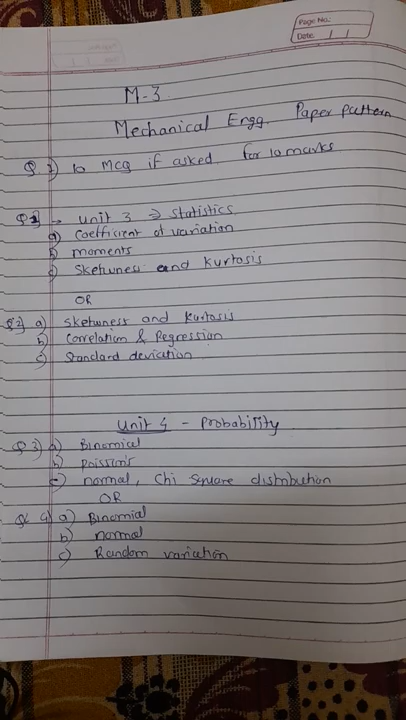 Page No.:
Date: / /
M-3
Mechanical Engg. Paper pattern
Q 1) 10 MCQ if asked for 10 marks
Q2] → unit 3 ⇒ Statistics
a) Coefficient of variation
b) moments
c) Skewness and Kurtosis
OR
Q2] a) Skewness and Kurtosis
b) Correlation & Regression
c) Standard deviation
Unit 4 - Probability
Q 3) a) Binomial
b) poisson's
c) normal, Chi Square distribution
OR
Q 4) a) Binomial
b) normal
c) Random variation